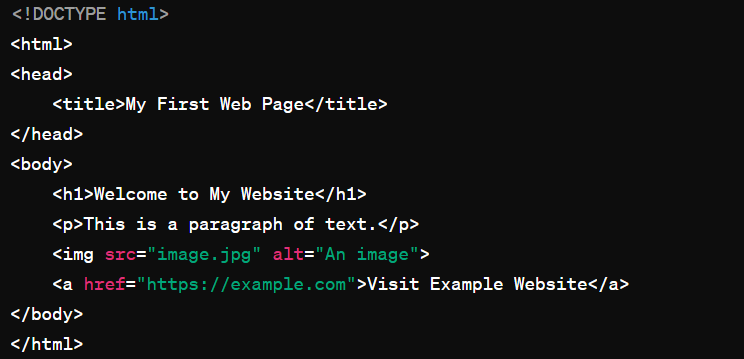 <!DOCTYPE html>
<html>
<head>
    <title>My First Web Page</title>
</head>
<body>
    <h1>Welcome to My Website</h1>
    <p>This is a paragraph of text.</p>
    <img src="image.jpg" alt="An image">
    <a href="https://example.com">Visit Example Website</a>
</body>
</html>